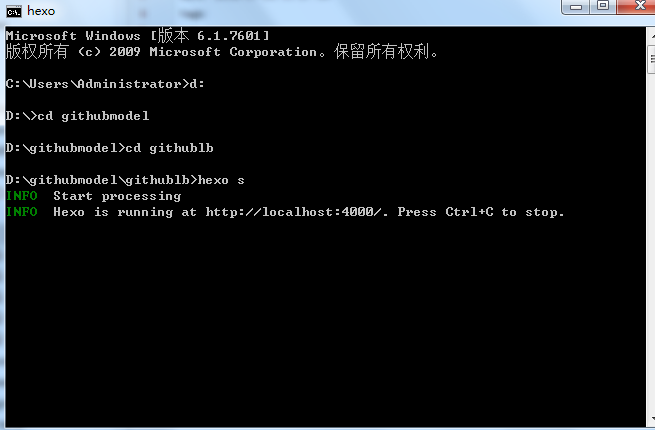 hexo
Microsoft Windows [版本 6.1.7601]
版权所有 (c) 2009 Microsoft Corporation。保留所有权利。
C:\Users\Administrator>d:
D:\>cd githubmodel
D:\githubmodel>cd githublb
D:\githubmodel\githublb>hexo s
INFO  Start processing
INFO  Hexo is running at http://localhost:4000/. Press Ctrl+C to stop.